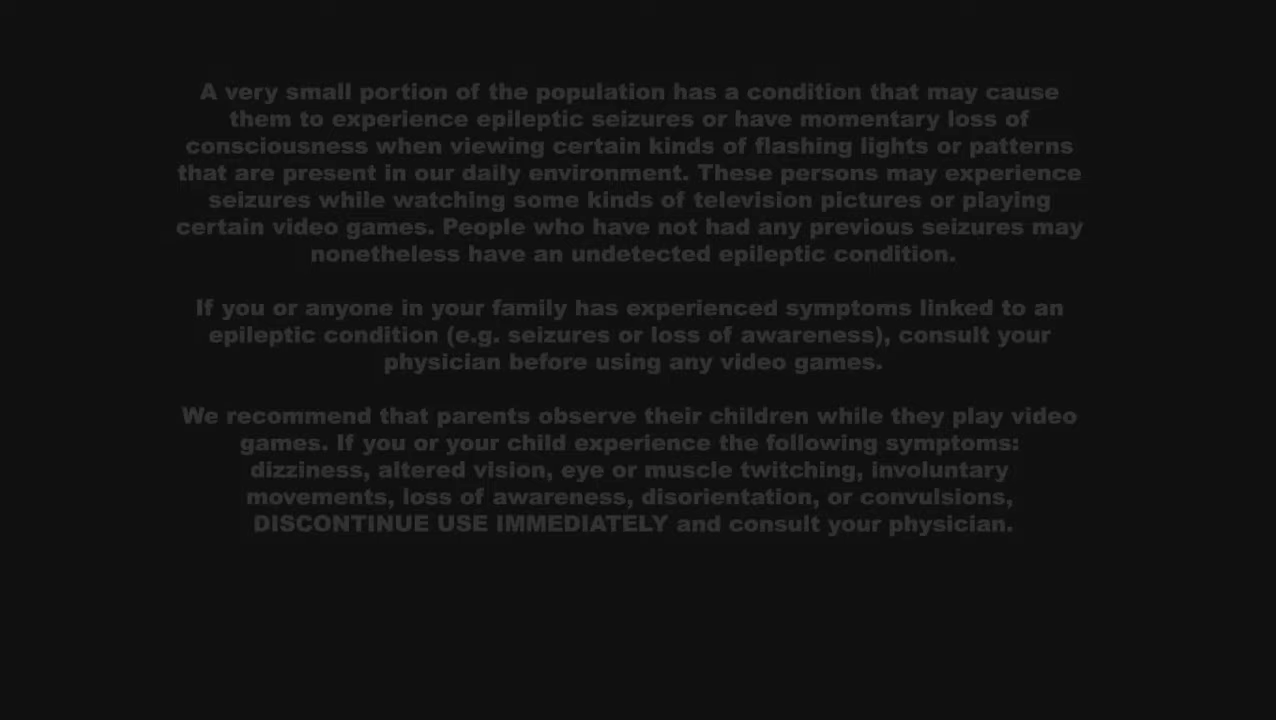 A very small portion of the population has a condition that may cause
them to experience epileptic seizures or have momentary loss of
consciousness when viewing certain kinds of flashing lights or patterns
that are present in our daily environment. These persons may experience
seizures while watching some kinds of television pictures or playing
certain video games. People who have not had any previous seizures may
nonetheless have an undetected epileptic condition.
If you or anyone in your family has experienced symptoms linked to an
epileptic condition (e.g. seizures or loss of awareness), consult your
physician before using any video games.
We recommend that parents observe their children while they play video
games. If you or your child experience the following symptoms:
dizziness, altered vision, eye or muscle twitching, involuntary
movements, loss of awareness, disorientation, or convulsions,
DISCONTINUE USE IMMEDIATELY and consult your physician.